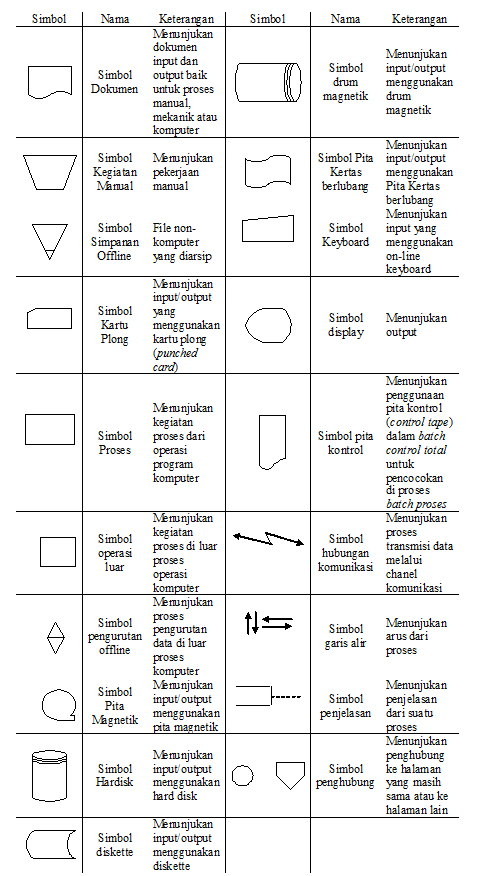 Simbol Nama Keterangan Simbol Nama Keterangan
Simbol
Dokumen
Menunjukan
dokumen
input dan
output baik
untuk proses
manual,
mekanik atau
komputer
Simbol
drum
magnetik
Menunjukan
input/output
menggunakan
drum
magnetik
Simbol
Kegiatan
Manual
Menunjukan
pekerjaan
manual
Simbol Pita
Kertas
berlubang
Menunjukan
input/output
menggunakan
Pita Kertas
berlubang
Simbol
Simpanan
Offline
File non-
komputer
yang diarsip
Simbol
Keyboard
Menunjukan
input yang
menggunakan
on-line
keyboard
Simbol
Kartu
Plong
Menunjukan
input/output
yang
menggunakan
kartu plong
(punched
card)
Simbol
display
Menunjukan
output
Simbol
Proses
Menunjukan
kegiatan
proses dari
operasi
program
komputer
Simbol pita
kontrol
Menunjukan
penggunaan
pita kontrol
(control tape)
dalam batch
control total
untuk
pencocokan
di proses
batch proses
Simbol
operasi
luar
Menunjukan
kegiatan
proses di luar
proses
operasi
komputer
Simbol
hubungan
komunikasi
Menunjukan
proses
transmisi data
melalui
chanel
komunikasi
Simbol
pengurutan
offline
Menunjukan
proses
pengurutan
data di luar
proses
komputer
Simbol
garis alir
Menunjukan
arus dari
proses
Simbol
Pita
Magnetik
Menunjukan
input/output
menggunakan
pita magnetik
Simbol
penjelasan
Menunjukan
penjelasan
dari suatu
proses
Simbol
Hardisk
Menunjukan
input/output
menggunakan
hard disk
Simbol
penghubung
Menunjukan
penghubung
ke halaman
yang masih
sama atau ke
halaman lain
Simbol
diskette
Menunjukan
input/output
menggunakan
diskette